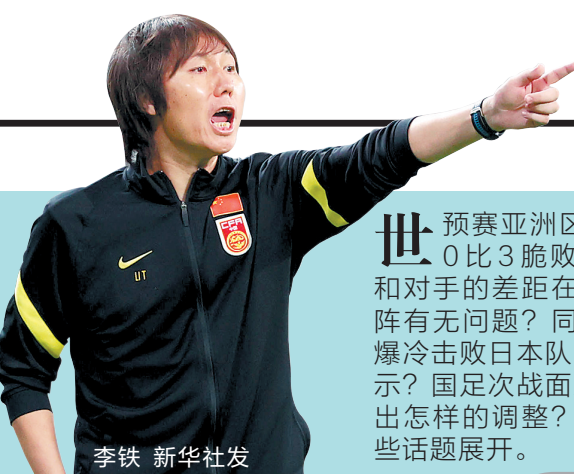 CFA
UT
世预赛亚洲区
0比3脆败
和对手的差距在
阵有无问题？同
爆冷击败日本队
示？国足次战面
出怎样的调整？
些话题展开。
李铁 新华社发